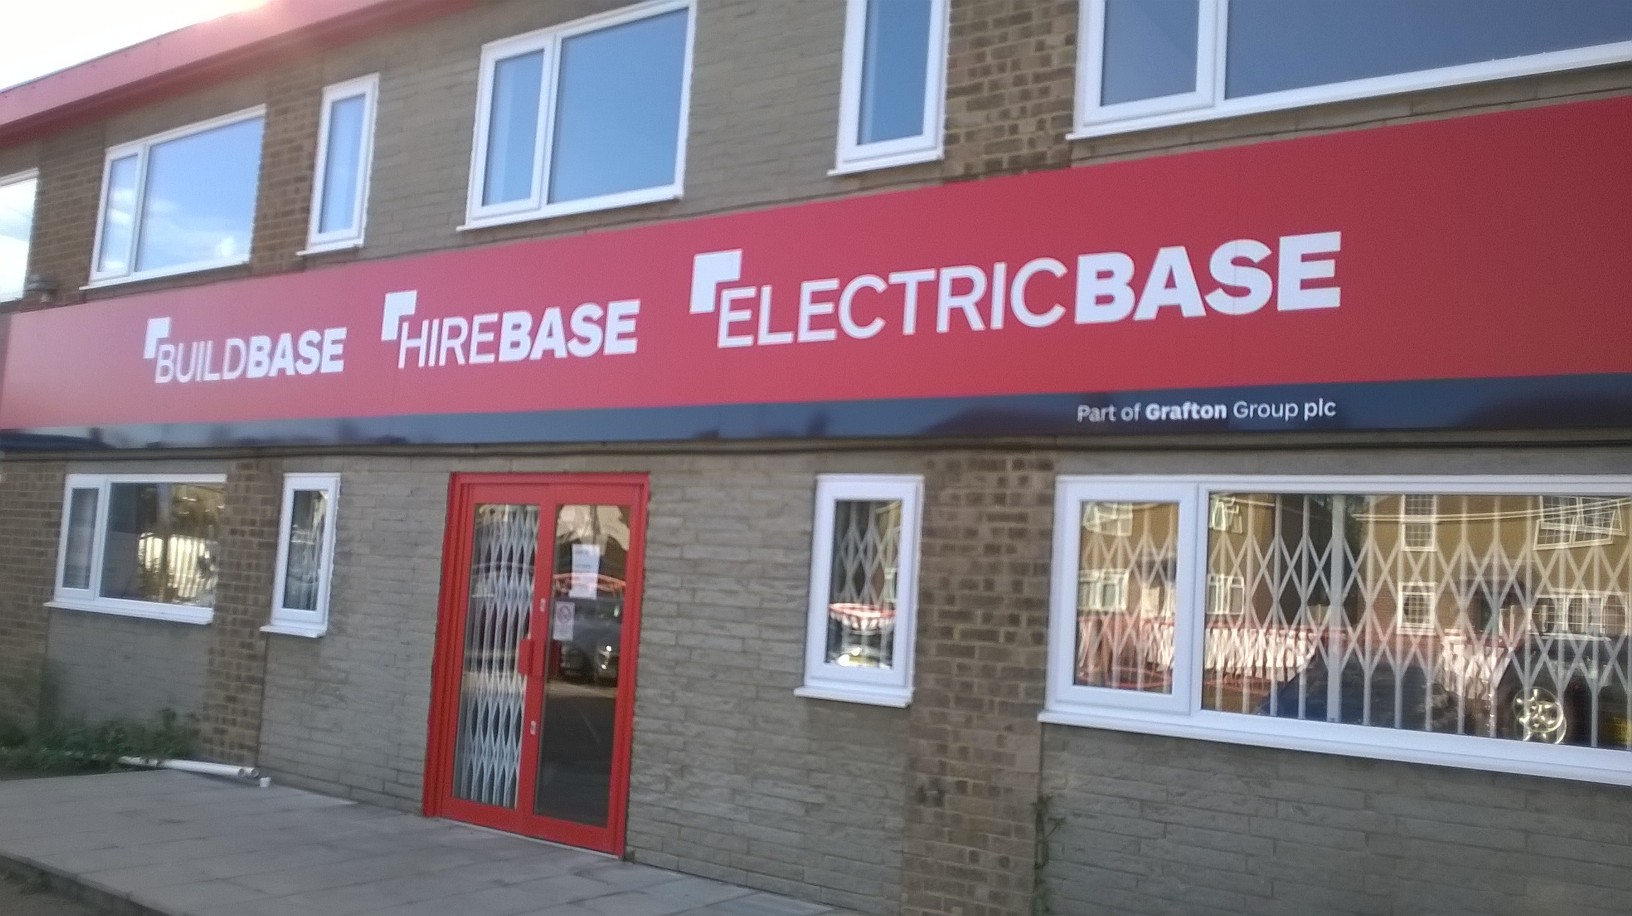 BUILDBASE HIREBASE ELECTRICBASE
Part of Grafton Group plc